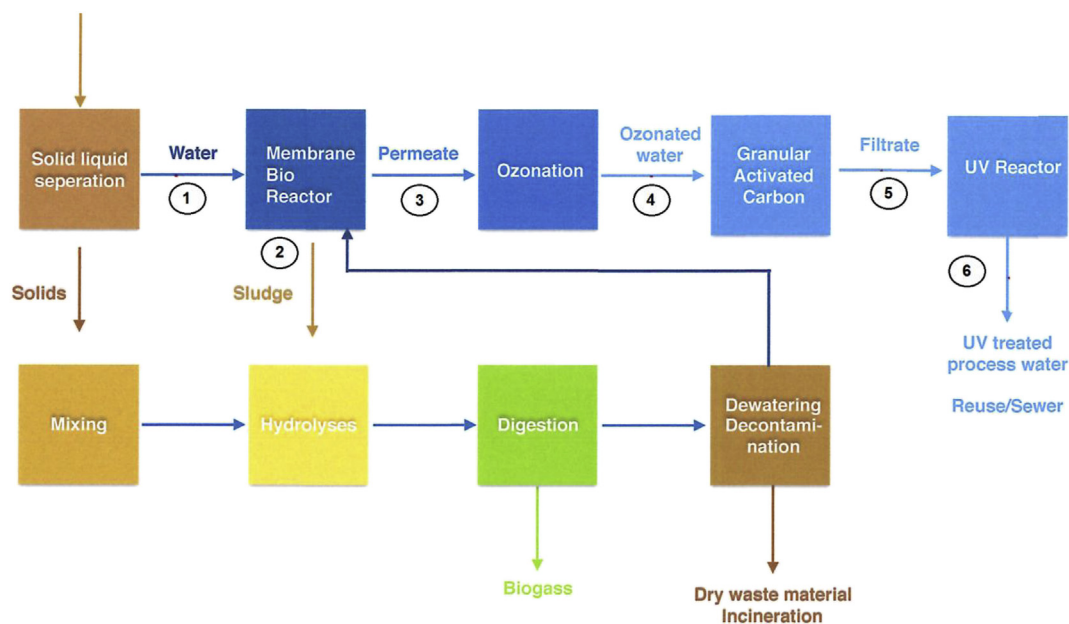 Solid liquid
seperation
Water
1
Membrane
Bio
Reactor
2
Permeate
3
Ozonation
Ozonated
water
4
Granular
Activated
Carbon
Filtrate
5
UV Reactor
6
UV treated
process water
Reuse/Sewer
Solids
Sludge
Mixing
Hydrolyses
Digestion
Dewatering
Decontami-
nation
Biogass
Dry waste material
Incineration